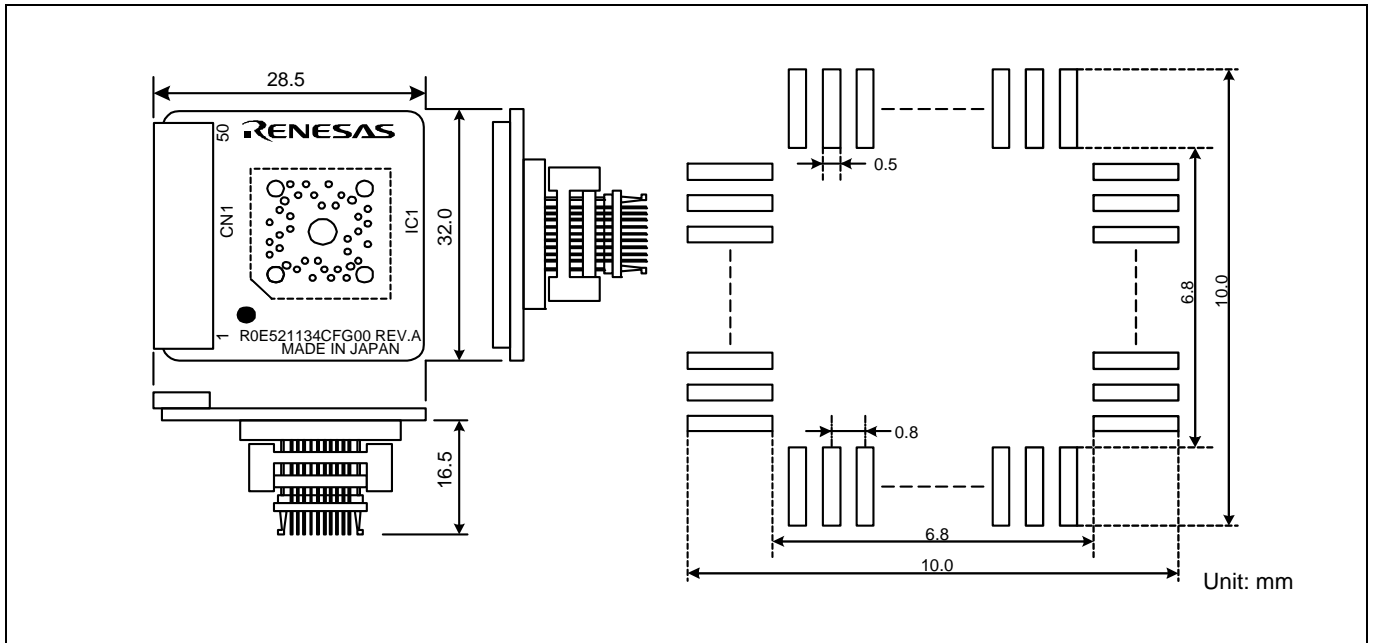 28.5
50
RENESAS
CN1
IC1
32.0
1
R0E521134CFG00 REV.A
MADE IN JAPAN
16.5
0.5
6.8
10.0
0.8
6.8
10.0
Unit: mm